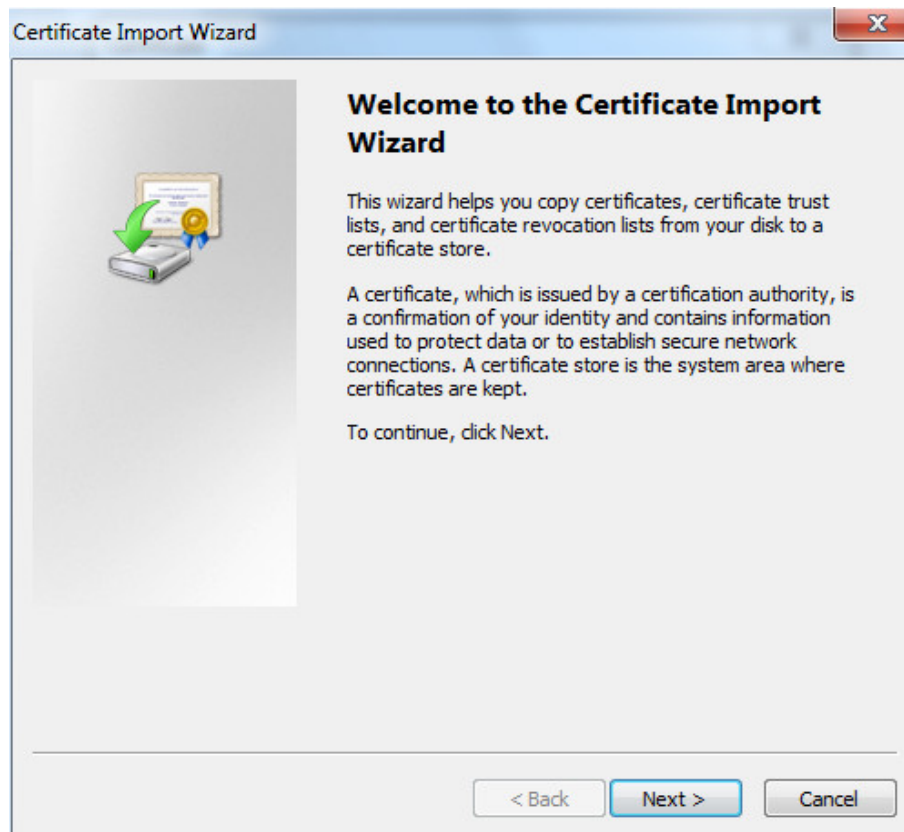 Certificate Import Wizard
Welcome to the Certificate Import
Wizard
This wizard helps you copy certificates, certificate trust
lists, and certificate revocation lists from your disk to a
certificate store.
A certificate, which is issued by a certification authority, is
a confirmation of your identity and contains information
used to protect data or to establish secure network
connections. A certificate store is the system area where
certificates are kept.
To continue, click Next.
< Back Next > Cancel